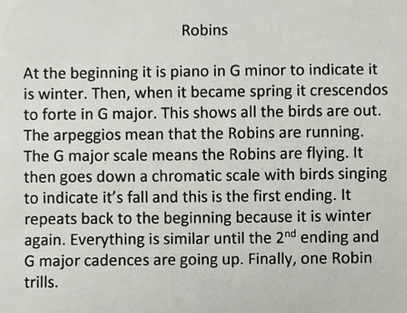 Robins
At the beginning it is piano in G minor to indicate it
is winter. Then, when it became spring it crescendos
to forte in G major. This shows all the birds are out.
The arpeggios mean that the Robins are running.
The G major scale means the Robins are flying. It
then goes down a chromatic scale with birds singing
to indicate it's fall and this is the first ending. It
repeats back to the beginning because it is winter
again. Everything is similar until the 2nd ending and
G major cadences are going up. Finally, one Robin
trills.